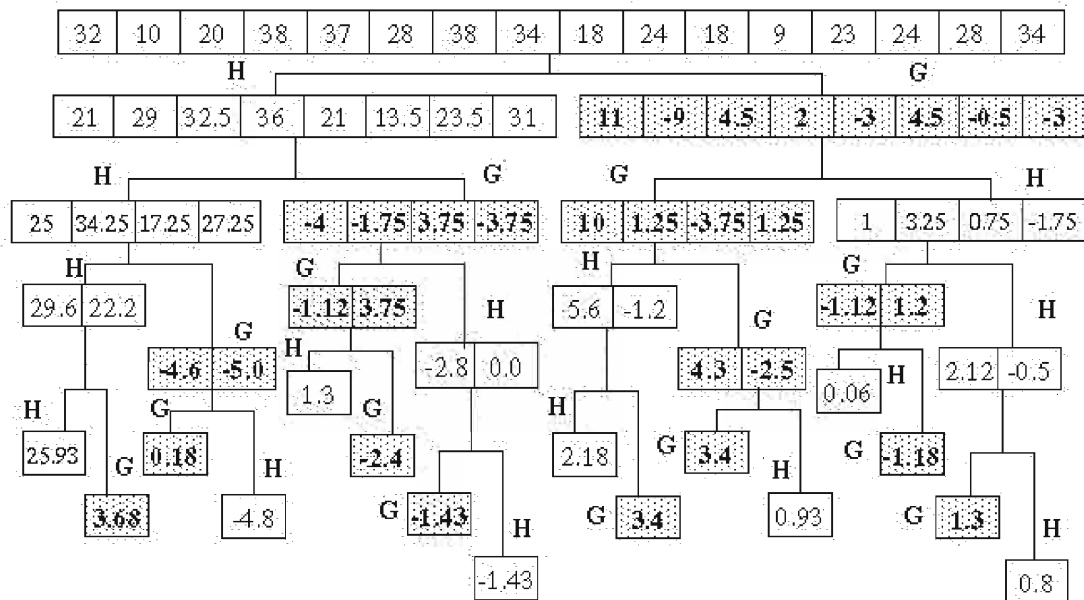 32 10 20 38 37 28 38 34 18 24 18 9 23 24 28 34
H G
21 29 32.5 36 21 13.5 23.5 31 11 -9 4.5 2 -3 4.5 -0.5 -3
H G G H
25 34.25 17.25 27.25 -4 -1.75 3.75 -3.75 10 1.25 -3.75 1.25 1 3.25 0.75 -1.75
H G H G
29.6 22.2 -1.12 3.75 5.6 -1.2 -1.12 1.2
H G H
G H
-4.6 -5.0 -2.8 0.0 4.3 -2.5 2.12 -0.5
1.3 0.06 H
H G G H
25.93 0.18 -2.4 2.18 G 3.4 G -1.18
G H H
3.68 -4.8 G -1.43 G 3.4 0.93 G 1.3
H H
-1.43 0.8